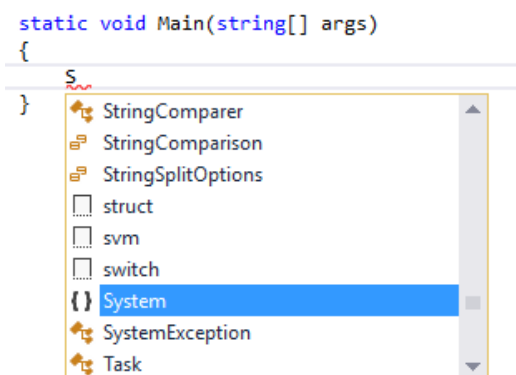 static void Main(string[] args)
{
S
}
StringComparer
StringComparison
StringSplitOptions
struct
svm
switch
{} System
SystemException
Task